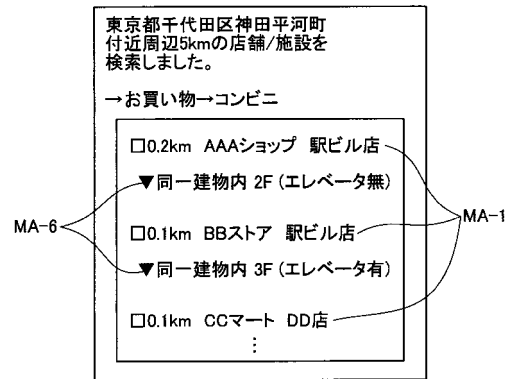 東京都千代田区神田平河町
付近周辺5kmの店舗/施設を
検索しました。
→お買い物→コンビニ
□0.2km AAAショップ 駅ビル店
▼同一建物内 2F (エレベータ無)
□0.1km BBストア 駅ビル店
▼同一建物内 3F (エレベータ有)
□0.1km CCマート DD店
⋮
MA-6
MA-1